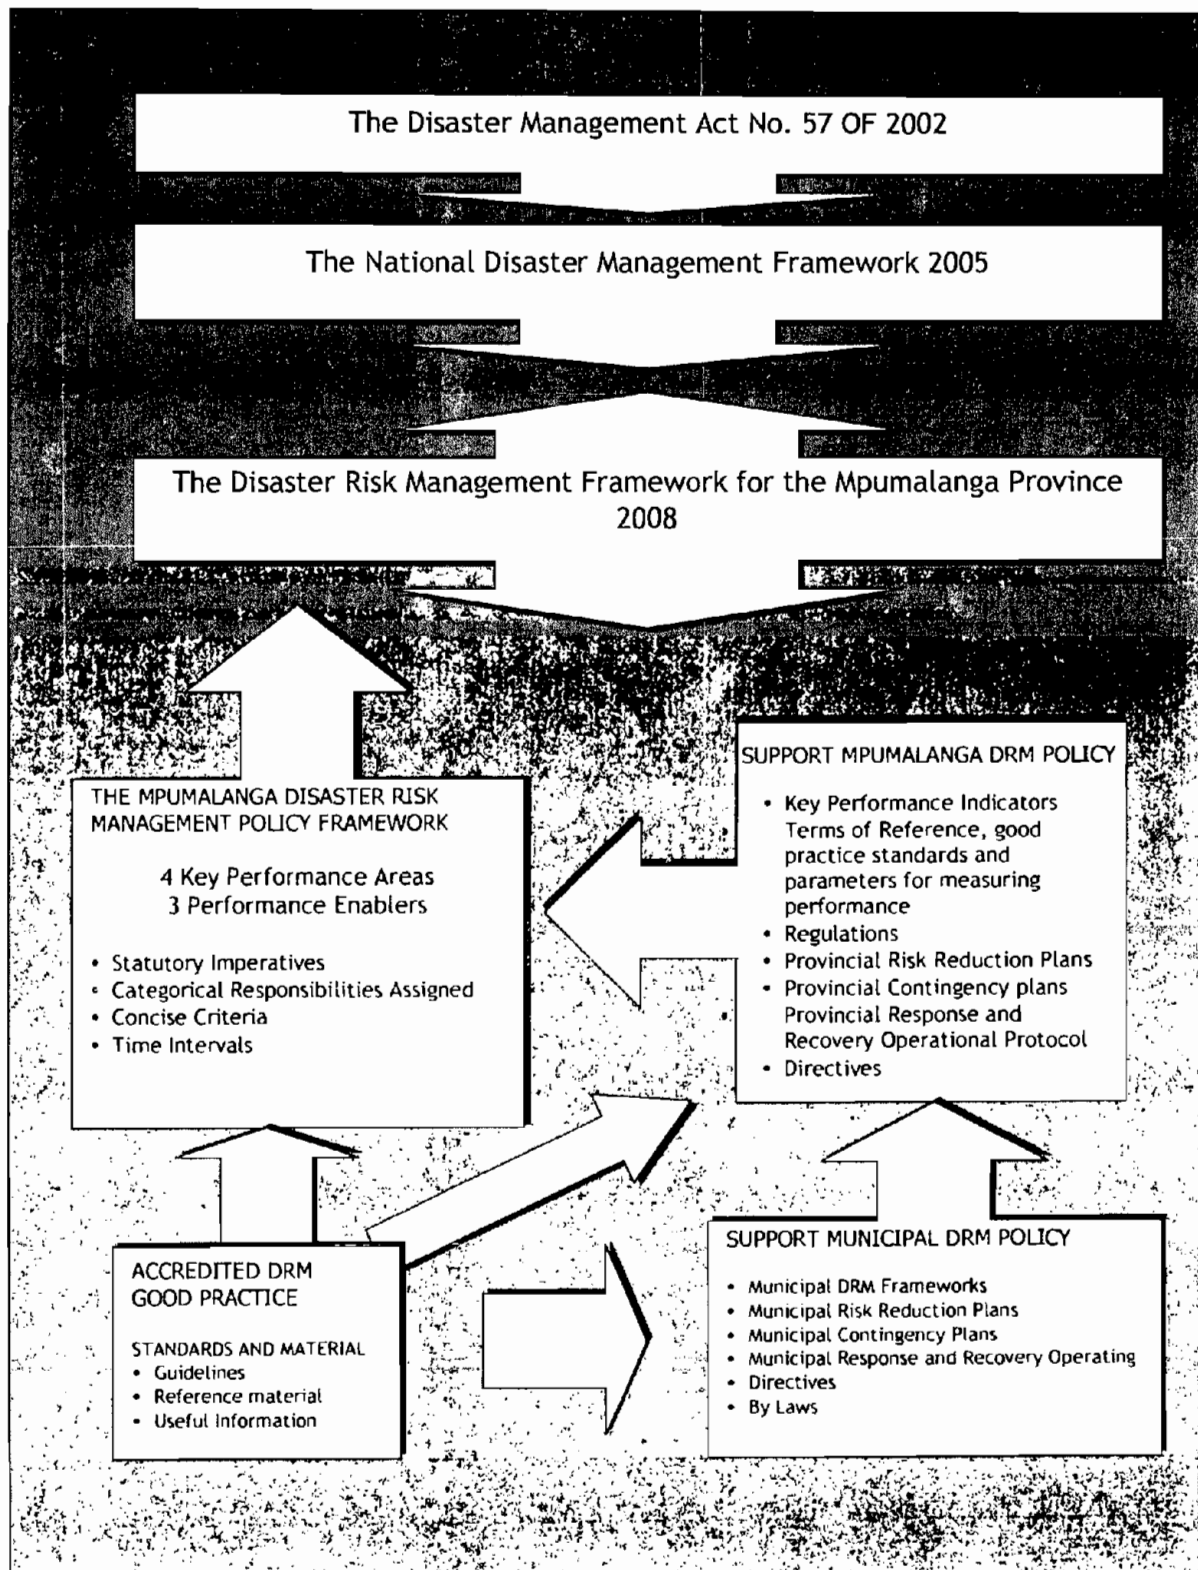 The Disaster Management Act No. 57 OF 2002
The National Disaster Management Framework 2005
The Disaster Risk Management Framework for the Mpumalanga Province
2008
THE MPUMALANGA DISASTER RISK
MANAGEMENT POLICY FRAMEWORK
4 Key Performance Areas
3 Performance Enablers
• Statutory Imperatives
• Categorical Responsibilities Assigned
• Concise Criteria
• Time Intervals
SUPPORT MPUMALANGA DRM POLICY
• Key Performance Indicators
Terms of Reference, good
practice standards and
parameters for measuring
performance
• Regulations
• Provincial Risk Reduction Plans
• Provincial Contingency plans
Provincial Response and
Recovery Operational Protocol
• Directives
ACCREDITED DRM
GOOD PRACTICE
STANDARDS AND MATERIAL
• Guidelines
• Reference material
• Useful Information
SUPPORT MUNICIPAL DRM POLICY
• Municipal DRM Frameworks
• Municipal Risk Reduction Plans
• Municipal Contingency Plans
• Municipal Response and Recovery Operating
• Directives
• By Laws